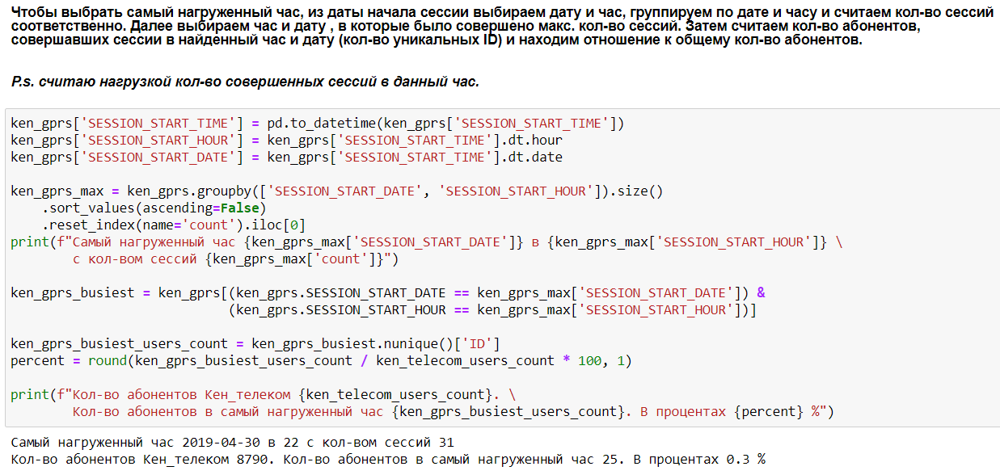 Чтобы выбрать самый нагруженный час, из даты начала сессии выбираем дату и час, группируем по дате и часу и считаем кол-во сессий
соответственно. Далее выбираем час и дату , в которые было совершено макс. кол-во сессий. Затем считаем кол-во абонентов,
совершавших сессии в найденный час и дату (кол-во уникальных ID) и находим отношение к общему кол-во абонентов.
P.s. считаю нагрузкой кол-во совершенных сессий в данный час.
ken_gprs['SESSION_START_TIME'] = pd.to_datetime(ken_gprs['SESSION_START_TIME'])
ken_gprs['SESSION_START_HOUR'] = ken_gprs['SESSION_START_TIME'].dt.hour
ken_gprs['SESSION_START_DATE'] = ken_gprs['SESSION_START_TIME'].dt.date
ken_gprs_max = ken_gprs.groupby(['SESSION_START_DATE', 'SESSION_START_HOUR']).size()
    .sort_values(ascending=False)
    .reset_index(name='count').iloc[0]
print(f"Самый нагруженный час {ken_gprs_max['SESSION_START_DATE']} в {ken_gprs_max['SESSION_START_HOUR']} \
        с кол-вом сессий {ken_gprs_max['count']}")
ken_gprs_busiest = ken_gprs[(ken_gprs.SESSION_START_DATE == ken_gprs_max['SESSION_START_DATE']) &
                            (ken_gprs.SESSION_START_HOUR == ken_gprs_max['SESSION_START_HOUR'])]
ken_gprs_busiest_users_count = ken_gprs_busiest.nunique()['ID']
percent = round(ken_gprs_busiest_users_count / ken_telecom_users_count * 100, 1)
print(f"Кол-во абонентов Кен_телеком {ken_telecom_users_count}. \
        Кол-во абонентов в самый нагруженный час {ken_gprs_busiest_users_count}. В процентах {percent} %")
Самый нагруженный час 2019-04-30 в 22 с кол-вом сессий 31
Кол-во абонентов Кен_телеком 8790. Кол-во абонентов в самый нагруженный час 25. В процентах 0.3 %